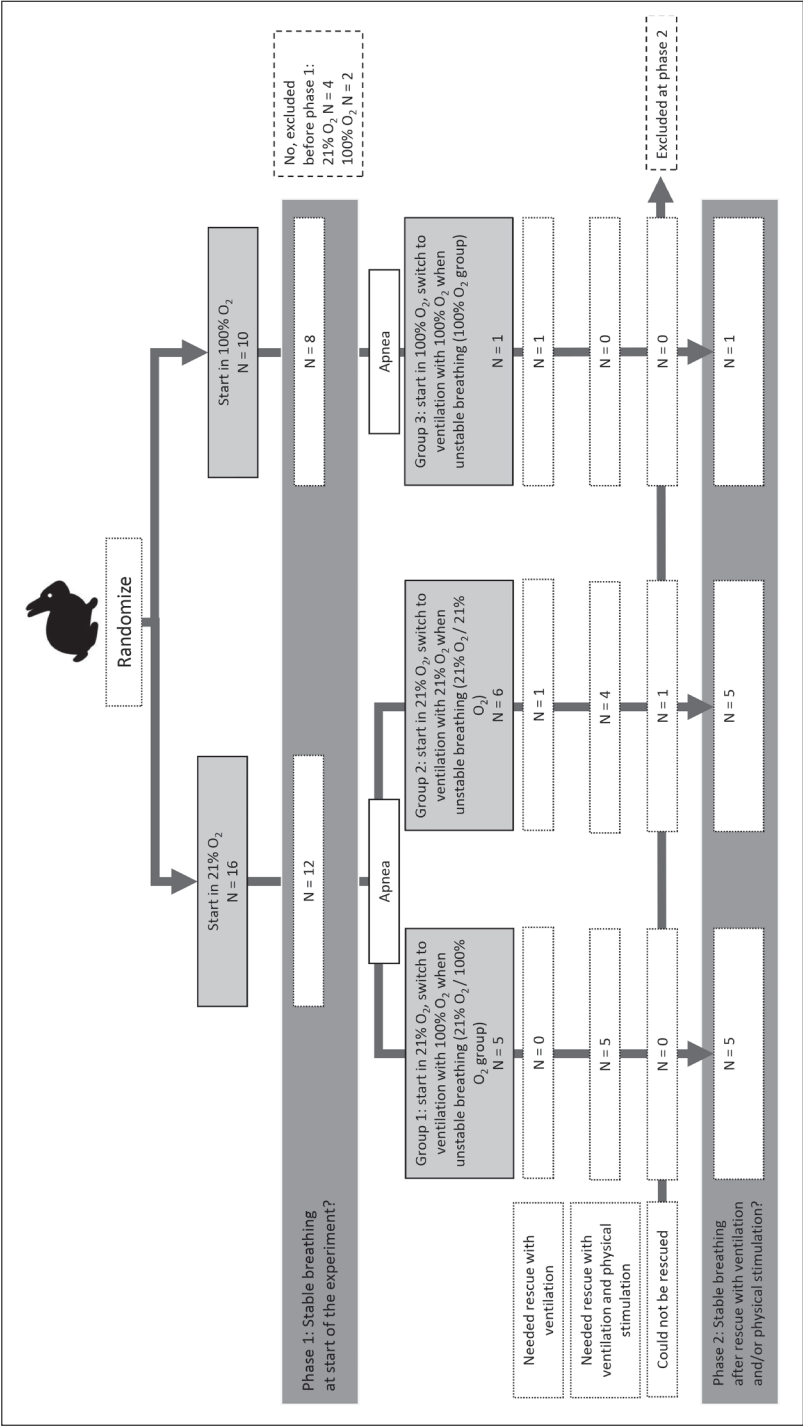 Randomize
Start in 21% O₂
N = 16
Start in 100% O₂
N = 10
No, excluded
before phase 1:
21% O₂ N = 4
100% O₂ N = 2
Phase 1: Stable breathing
at start of the experiment?
N = 12
N = 8
Apnea
Apnea
Group 1: start in 21% O₂, switch to
ventilation with 100% O₂ when
unstable breathing (21% O₂ / 100%
O₂ group)
N = 5
Group 2: start in 21% O₂, switch to
ventilation with 21% O₂ when
unstable breathing (21% O₂ / 21%
O₂)
N = 6
Group 3: start in 100% O₂, switch to
ventilation with 100% O₂ when
unstable breathing (100% O₂ group)
N = 1
Needed rescue with
ventilation
N = 0
N = 1
N = 1
Needed rescue with
ventilation and physical
stimulation
N = 5
N = 4
N = 0
Could not be rescued
N = 0
N = 1
N = 0
Excluded at phase 2
Phase 2: Stable breathing
after rescue with ventilation
and/or physical stimulation?
N = 5
N = 5
N = 1